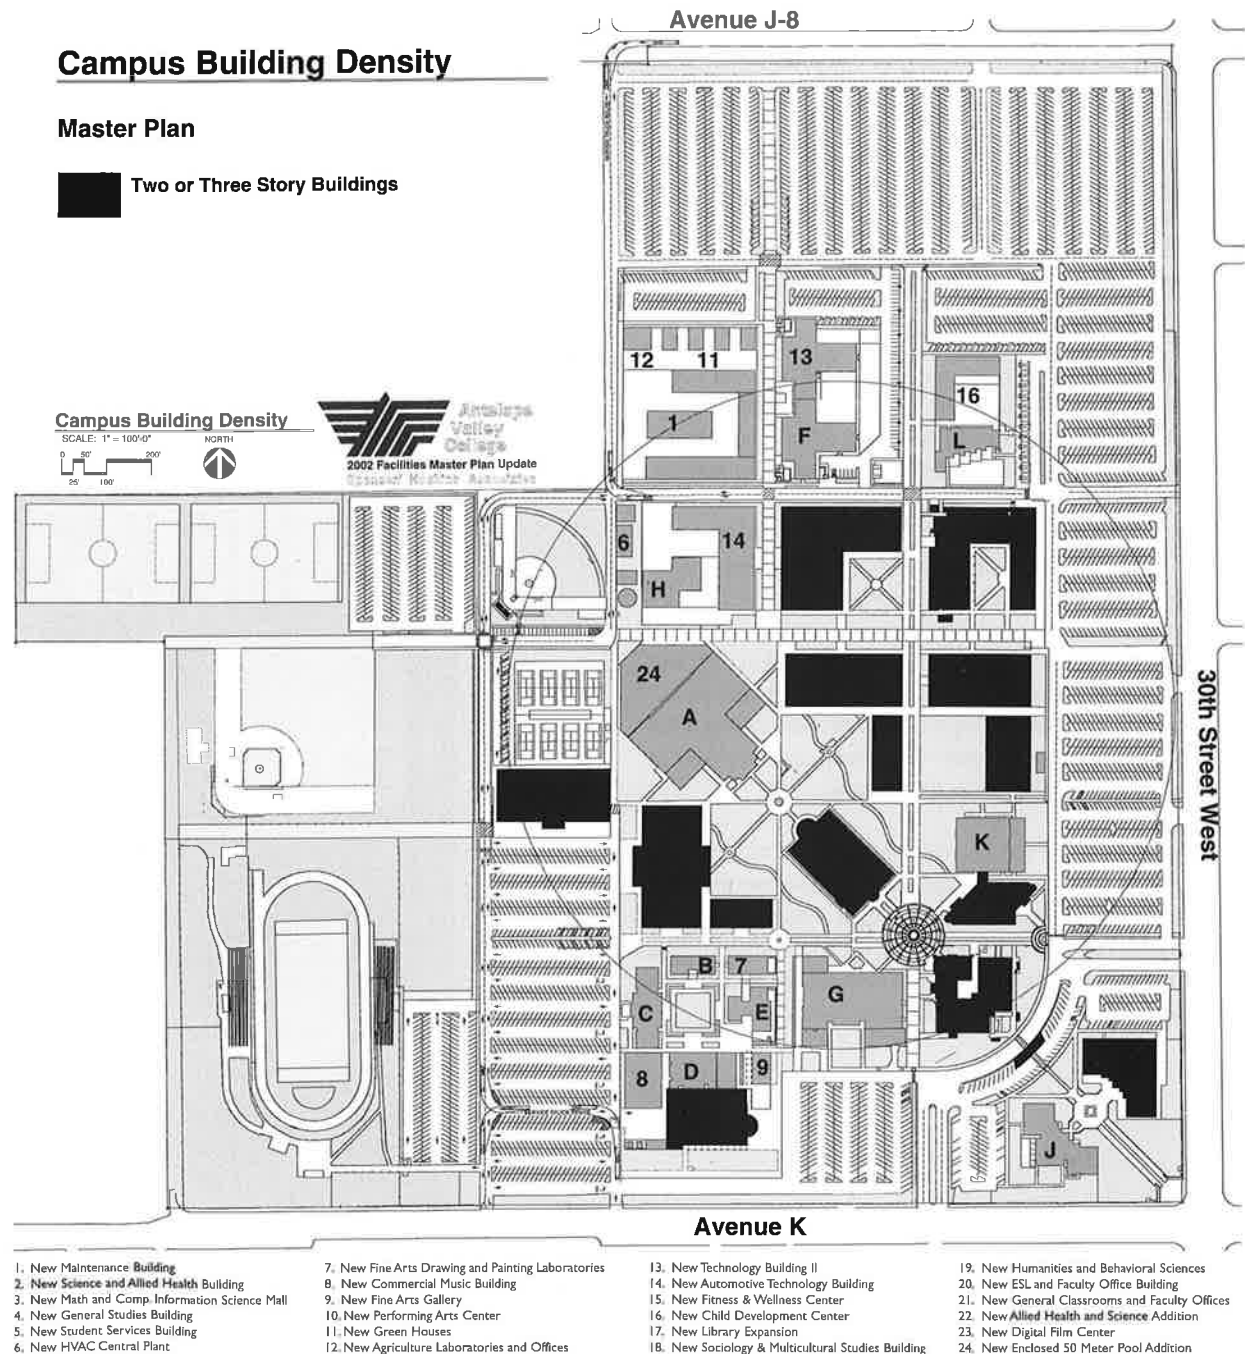 Avenue J-8
Campus Building Density
Master Plan
Two or Three Story Buildings
12
11
13
16
1
F
L
Campus Building Density
SCALE: 1" = 100'0"
NORTH
0 50' 200'
25' 100'
Antelope
Valley
College
2002 Facilities Master Plan Update
6
14
H
24
A
30th Street West
K
B
7
C
E
G
8
D
9
J
Avenue K
1. New Maintenance Building
2. New Science and Allied Health Building
3. New Math and Comp. Information Science Mall
4. New General Studies Building
5. New Student Services Building
6. New HVAC Central Plant
7. New Fine Arts Drawing and Painting Laboratories
8. New Commercial Music Building
9. New Fine Arts Gallery
10. New Performing Arts Center
11. New Green Houses
12. New Agriculture Laboratories and Offices
13. New Technology Building II
14. New Automotive Technology Building
15. New Fitness & Wellness Center
16. New Child Development Center
17. New Library Expansion
18. New Sociology & Multicultural Studies Building
19. New Humanities and Behavioral Sciences
20. New ESL and Faculty Office Building
21. New General Classrooms and Faculty Offices
22. New Allied Health and Science Addition
23. New Digital Film Center
24. New Enclosed 50 Meter Pool Addition